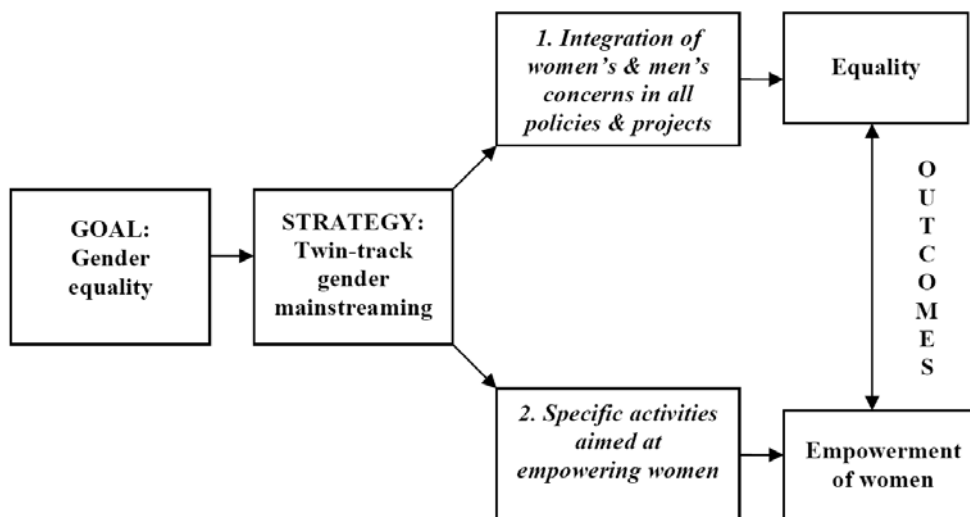 1. Integration of
women's & men's
concerns in all
policies & projects
Equality
GOAL:
Gender
equality
STRATEGY:
Twin-track
gender
mainstreaming
OUTCOMES
2. Specific activities
aimed at
empowering women
Empowerment
of women